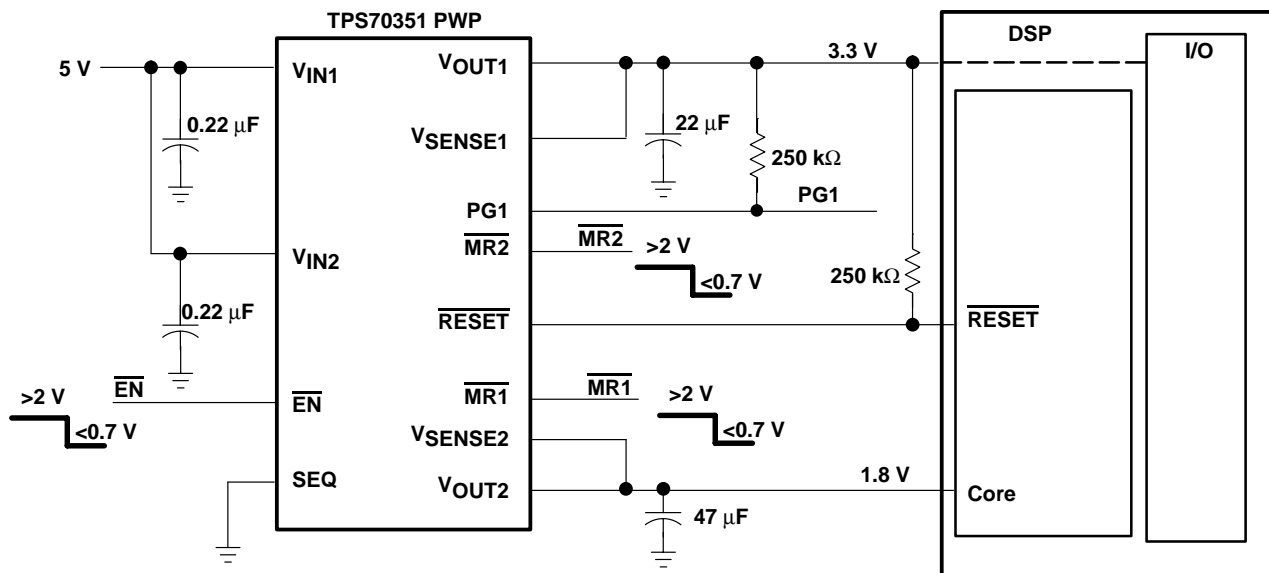 TPS70351 PWP
DSP
I/O
5 V
VIN1
VOUT1
3.3 V
0.22 μF
VSENSE1
22 μF
250 kΩ
PG1
PG1
MR2
MR2
>2 V
<0.7 V
VIN2
250 kΩ
0.22 μF
RESET
RESET
EN
EN
>2 V
<0.7 V
MR1
MR1
>2 V
<0.7 V
VSENSE2
SEQ
VOUT2
1.8 V
Core
47 μF